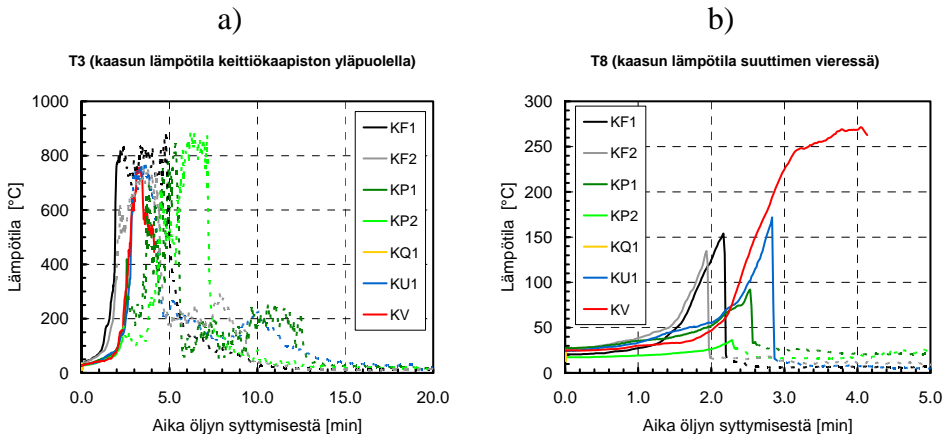 a)
b)
T3 (kaasun lämpötila keittiökaapiston yläpuolella)
T8 (kaasun lämpötila suuttimen vieressä)
1000
800
600
400
200
0
0.0 5.0 10.0 15.0 20.0
Lämpötila [°C]
Aika öljyn syttymisestä [min]
KF1
KF2
KP1
KP2
KQ1
KU1
KV
300
250
200
150
100
50
0
0.0 1.0 2.0 3.0 4.0 5.0
Lämpötila [°C]
Aika öljyn syttymisestä [min]
KF1
KF2
KP1
KP2
KQ1
KU1
KV